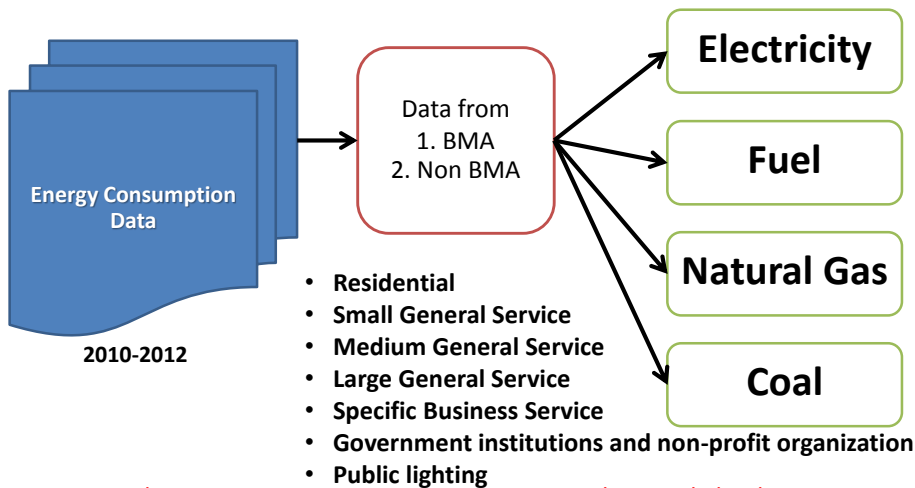 Energy Consumption
Data
2010-2012
Data from
1. BMA
2. Non BMA
• Residential
• Small General Service
• Medium General Service
• Large General Service
• Specific Business Service
• Government institutions and non-profit organization
• Public lighting
Electricity
Fuel
Natural Gas
Coal